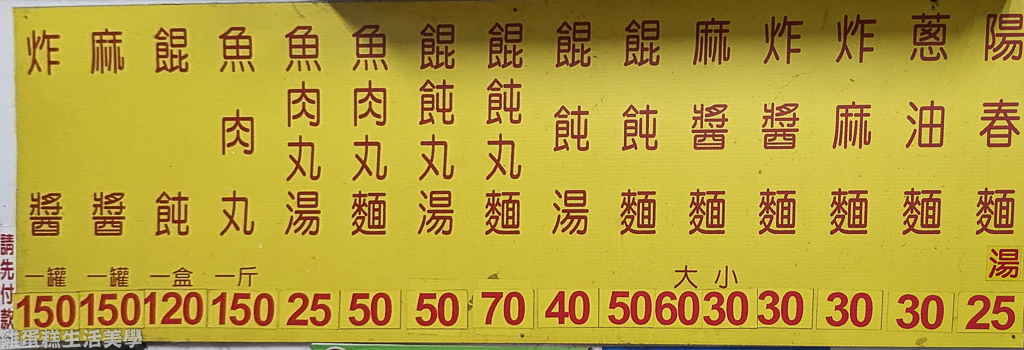 陽春麵 湯 25
蔥油麵 30
炸麻麵 30
炸醬麵 30
麻醬麵 大 小 60 30
餛飩麵 50
餛飩湯 40
餛飩丸麵 70
餛飩丸湯 50
魚肉丸麵 50
魚肉丸湯 25
魚肉丸 一斤 150
餛飩 一盒 120
麻醬 一罐 150
炸醬 一罐 150
請先付款
雞蛋糕生活美學